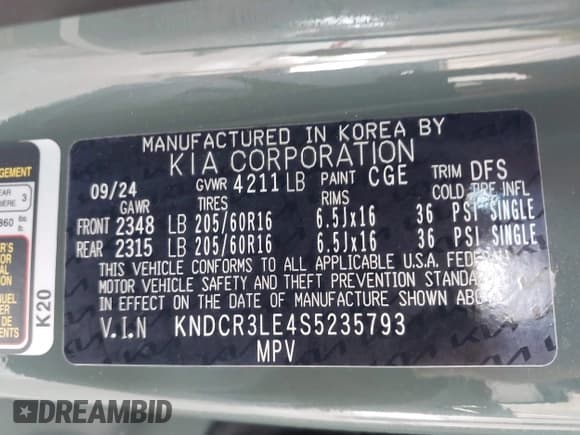 MANUFACTURED IN KOREA BY
KIA CORPORATION
09/24 GVWR 4211 LB PAINT CGE TRIM DFS
GAWR TIRES RIMS COLD TIRE INFL
FRONT 2348 LB 205/60R16 6.5Jx16 36 PSI SINGLE
REAR 2315 LB 205/60R16 6.5Jx16 36 PSI SINGLE
THIS VEHICLE CONFORMS TO ALL APPLICABLE U.S.A. FEDERAL
MOTOR VEHICLE SAFETY AND THEFT PREVENTION STANDA
IN EFFECT ON THE DATE OF MANUFACTURE SHOWN ABO
V.I.N KNDCR3LE4S5235793
MPV
K20
3
860 lbs.
DREAMBID